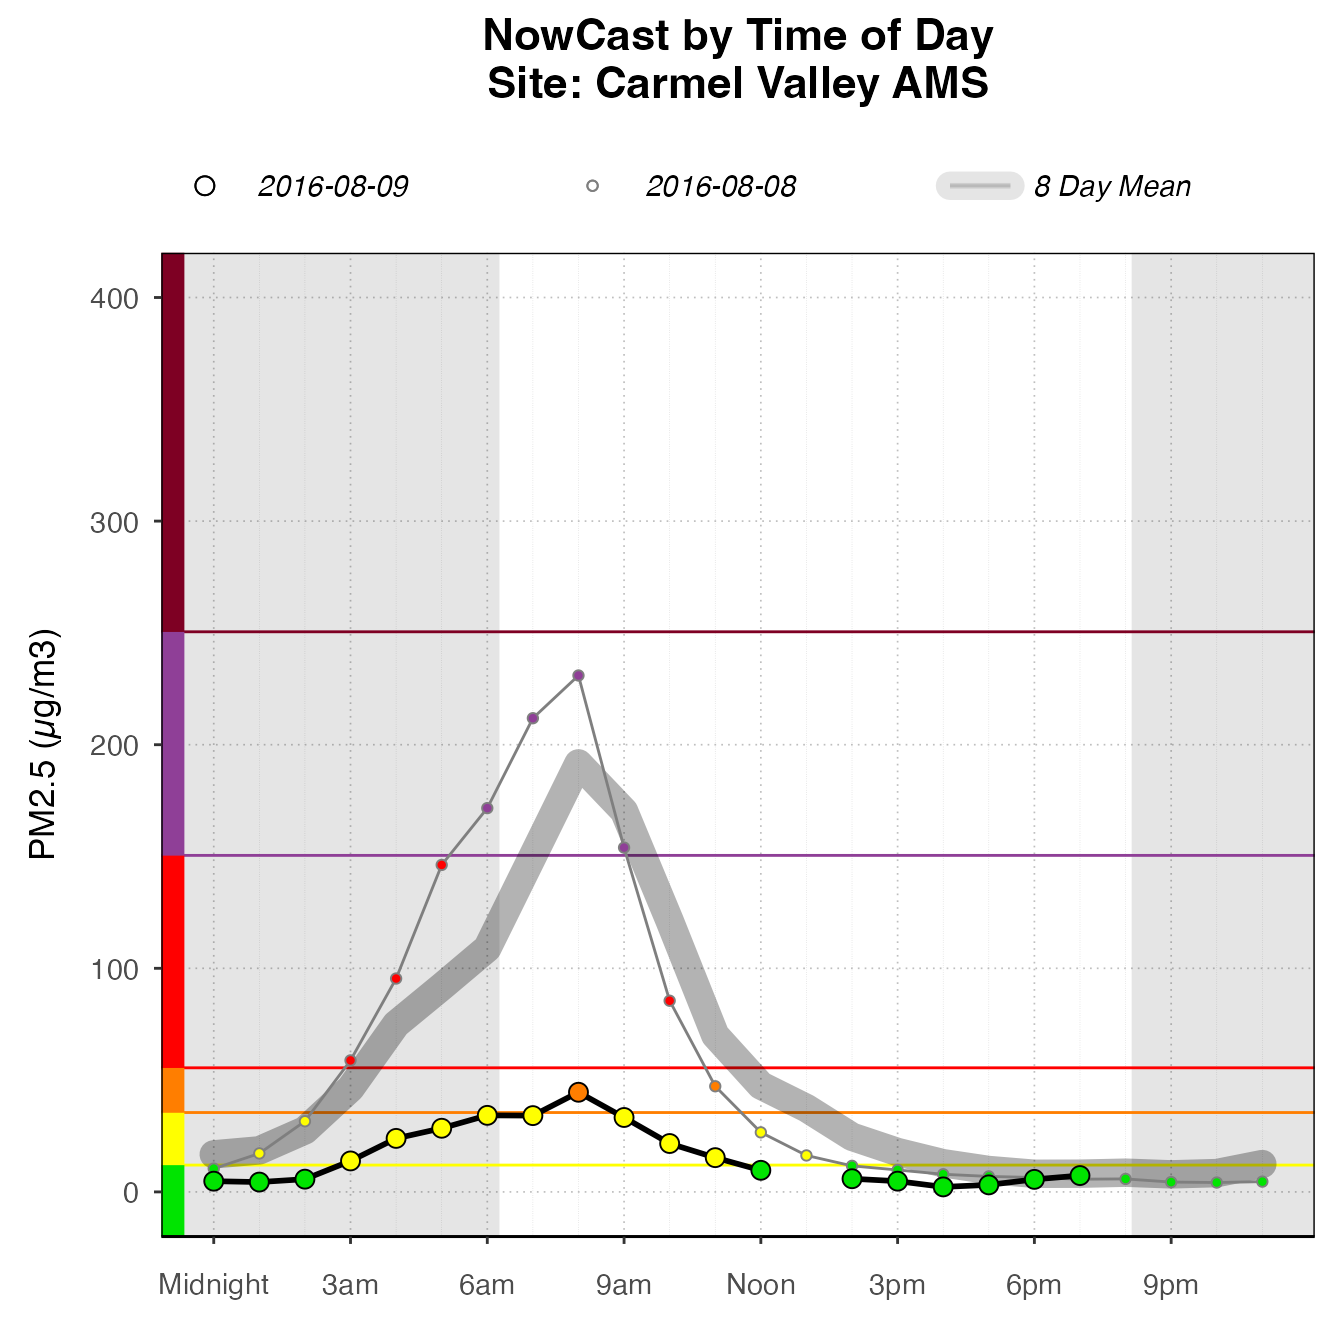 NowCast by Time of Day
Site: Carmel Valley AMS
2016-08-09 2016-08-08 8 Day Mean
PM2.5 (µg/m3)
400
300
200
100
0
Midnight 3am 6am 9am Noon 3pm 6pm 9pm